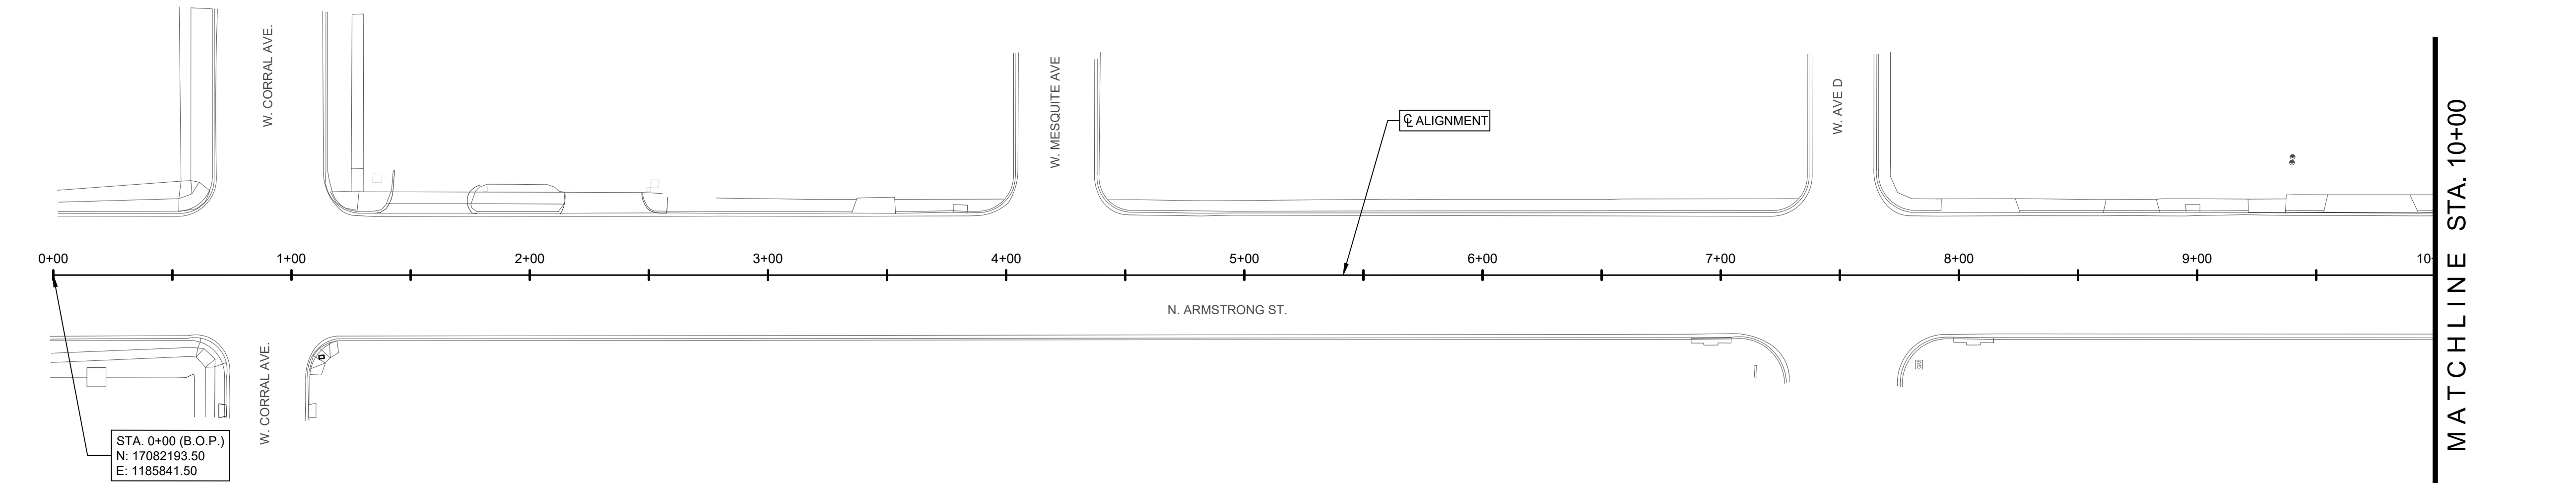 W. CORRAL AVE.
W. MESQUITE AVE
W. AVE D
℄ ALIGNMENT
0+00
1+00
2+00
3+00
4+00
5+00
6+00
7+00
8+00
9+00
10+
N. ARMSTRONG ST.
W. CORRAL AVE.
STA. 0+00 (B.O.P.)
N: 17082193.50
E: 1185841.50
MATCHLINE STA. 10+00